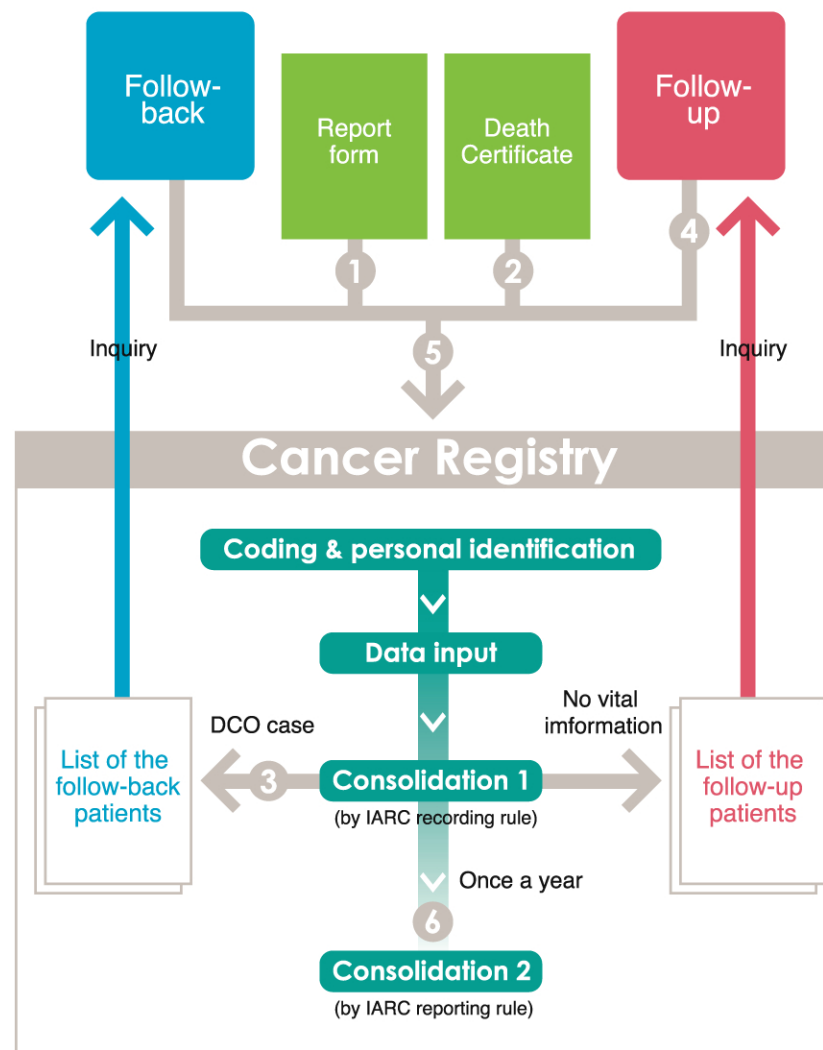 Follow-
back
Report
form
Death
Certificate
Follow-
up
1
2
4
5
Inquiry
Inquiry
Cancer Registry
Coding & personal identification
Data input
DCO case
No vital
imformation
List of the
follow-back
patients
3
Consolidation 1
(by IARC recording rule)
List of the
follow-up
patients
Once a year
6
Consolidation 2
(by IARC reporting rule)